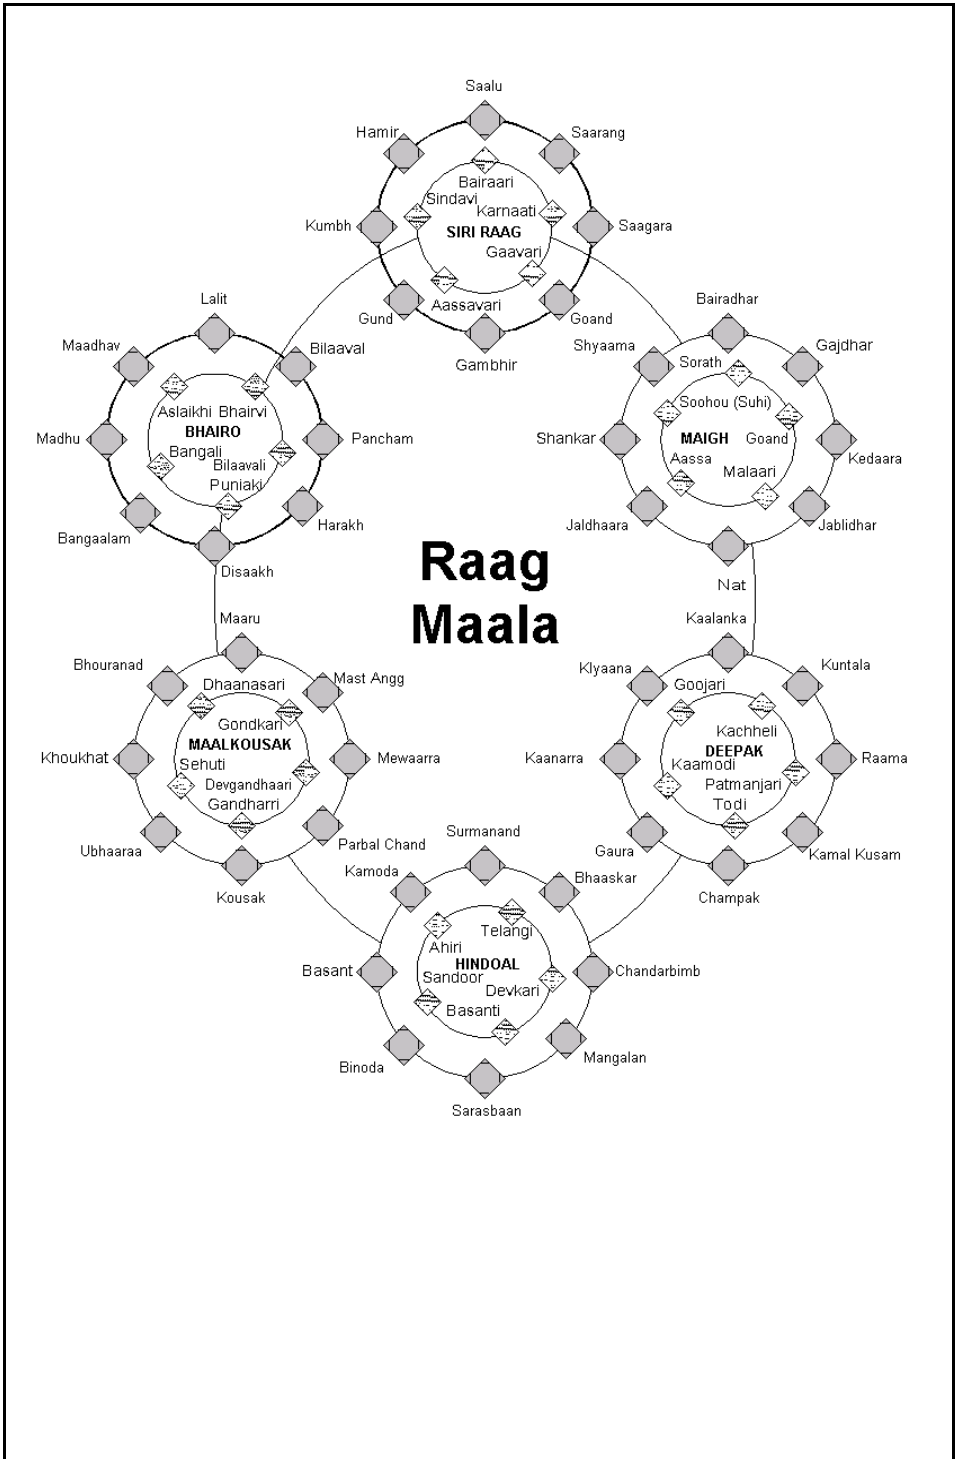 Saalu
Hamir
Saarang
Bairaari
Sindavi
Karnaati
Kumbh
SIRI RAAG
Saagara
Gaavari
Aassavari
Gund
Goand
Gambhir
Lalit
Maadhav
Bilaaval
Aslaikhi Bhairvi
Madhu
BHAIRO
Pancham
Bangali
Bilaavali
Puniaki
Bangaalam
Harakh
Disaakh
Bairadhar
Shyaama
Gajdhar
Sorath
Soohou (Suhi)
Shankar
MAIGH
Goand
Kedaara
Aassa
Malaari
Jaldhaara
Jablidhar
Nat
Raag
Maala
Maaru
Bhouranad
Mast Angg
Dhaanasari
Gondkari
Khoukhat
MAALKOUSAK
Mewaarra
Sehuti
Devgandhaari
Gandharri
Ubhaaraa
Parbal Chand
Kousak
Kaalanka
Klyaana
Kuntala
Goojari
Kachheli
Kaanarra
DEEPAK
Raama
Kaamodi
Patmanjari
Todi
Gaura
Kamal Kusam
Champak
Surmanand
Kamoda
Bhaaskar
Telangi
Ahiri
Basant
HINDOAL
Chandarbimb
Sandoor
Devkari
Basanti
Binoda
Mangalan
Sarasbaan